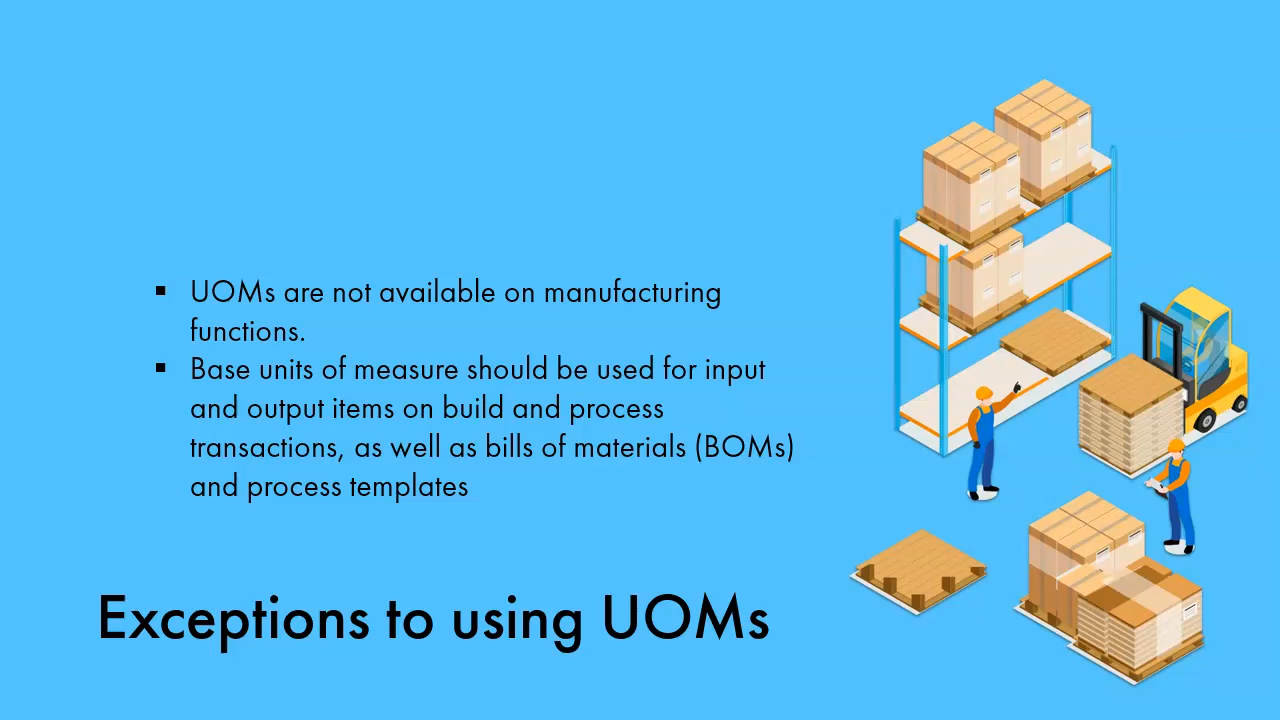 ▪ UOMs are not available on manufacturing
functions.
▪ Base units of measure should be used for input
and output items on build and process
transactions, as well as bills of materials (BOMs)
and process templates
Exceptions to using UOMs